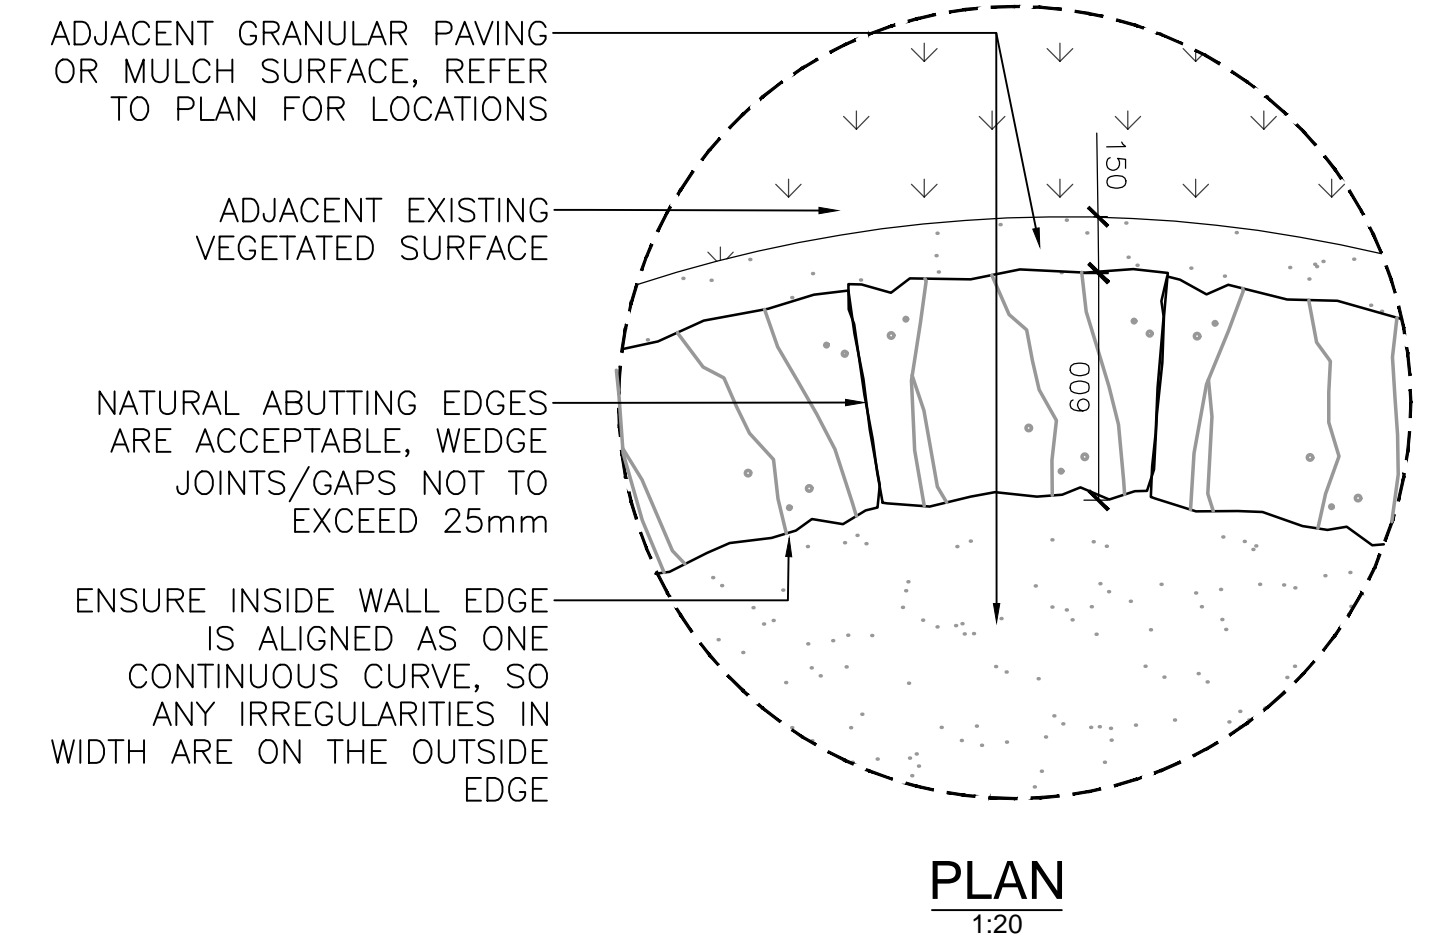 ADJACENT GRANULAR PAVING
OR MULCH SURFACE, REFER
TO PLAN FOR LOCATIONS
150
ADJACENT EXISTING
VEGETATED SURFACE
600
NATURAL ABUTTING EDGES
ARE ACCEPTABLE, WEDGE
JOINTS/GAPS NOT TO
EXCEED 25mm
ENSURE INSIDE WALL EDGE
IS ALIGNED AS ONE
CONTINUOUS CURVE, SO
ANY IRREGULARITIES IN
WIDTH ARE ON THE OUTSIDE
EDGE
PLAN
1:20